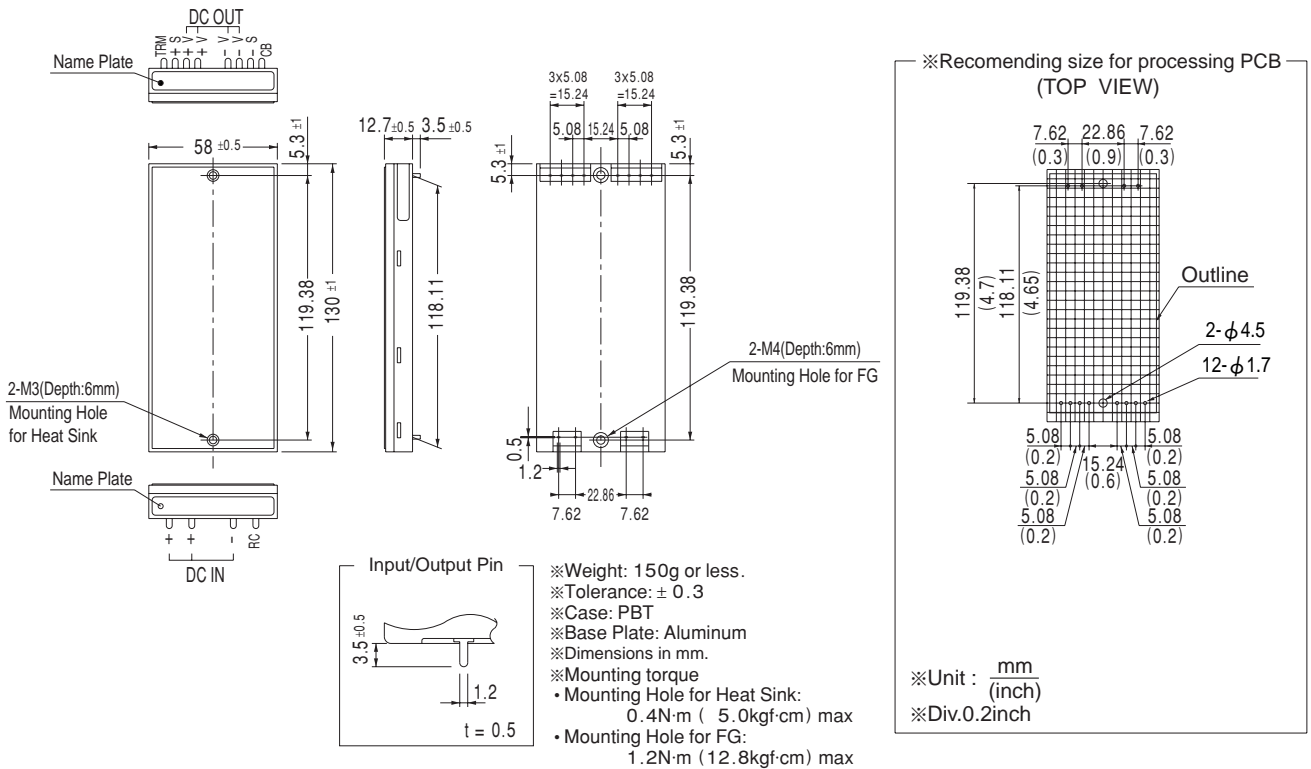 DC OUT
TRM
+ S
+ V
+ V
- V
- V
- S
CB
Name Plate
58 ±0.5
5.3 ±1
119.38
130 ±1
2-M3(Depth:6mm)
Mounting Hole
for Heat Sink
Name Plate
+
+
-
RC
DC IN
12.7±0.5
3.5 ±0.5
118.11
3x5.08
=15.24
3x5.08
=15.24
5.08
15.24
5.08
5.3 ±1
5.3 ±1
119.38
2-M4(Depth:6mm)
Mounting Hole for FG
0.5
1.2
22.86
7.62
7.62
Input/Output Pin
3.5 ±0.5
1.2
t = 0.5
※Weight: 150g or less.
※Tolerance: ± 0.3
※Case: PBT
※Base Plate: Aluminum
※Dimensions in mm.
※Mounting torque
• Mounting Hole for Heat Sink:
0.4N·m ( 5.0kgf·cm) max
• Mounting Hole for FG:
1.2N·m (12.8kgf·cm) max
※Recomending size for processing PCB
(TOP VIEW)
7.62 22.86 7.62
(0.3) (0.9) (0.3)
119.38
(4.7)
118.11
(4.65)
Outline
2-ϕ4.5
12-ϕ1.7
5.08 5.08
(0.2) 15.24 (0.2)
5.08 (0.6) 5.08
(0.2) (0.2)
5.08 5.08
(0.2) (0.2)
※Unit : mm
(inch)
※Div.0.2inch